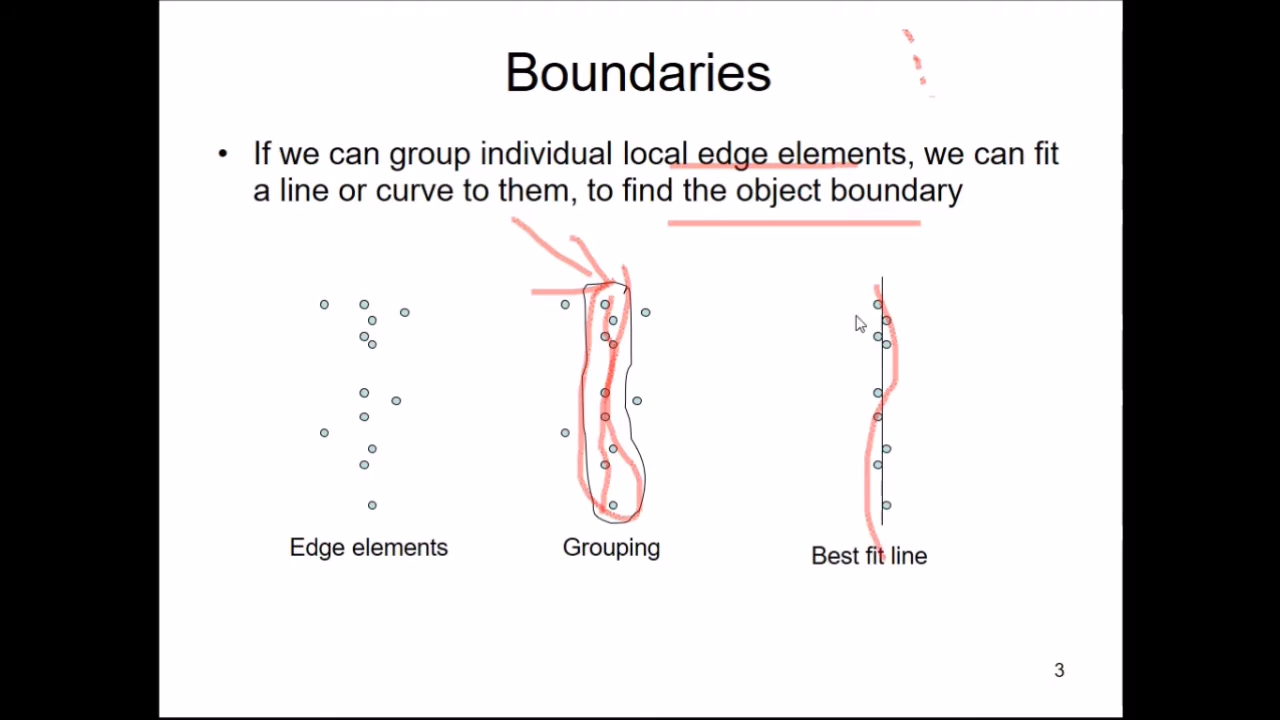 Boundaries
• If we can group individual local edge elements, we can fit
a line or curve to them, to find the object boundary
Edge elements
Grouping
Best fit line
3